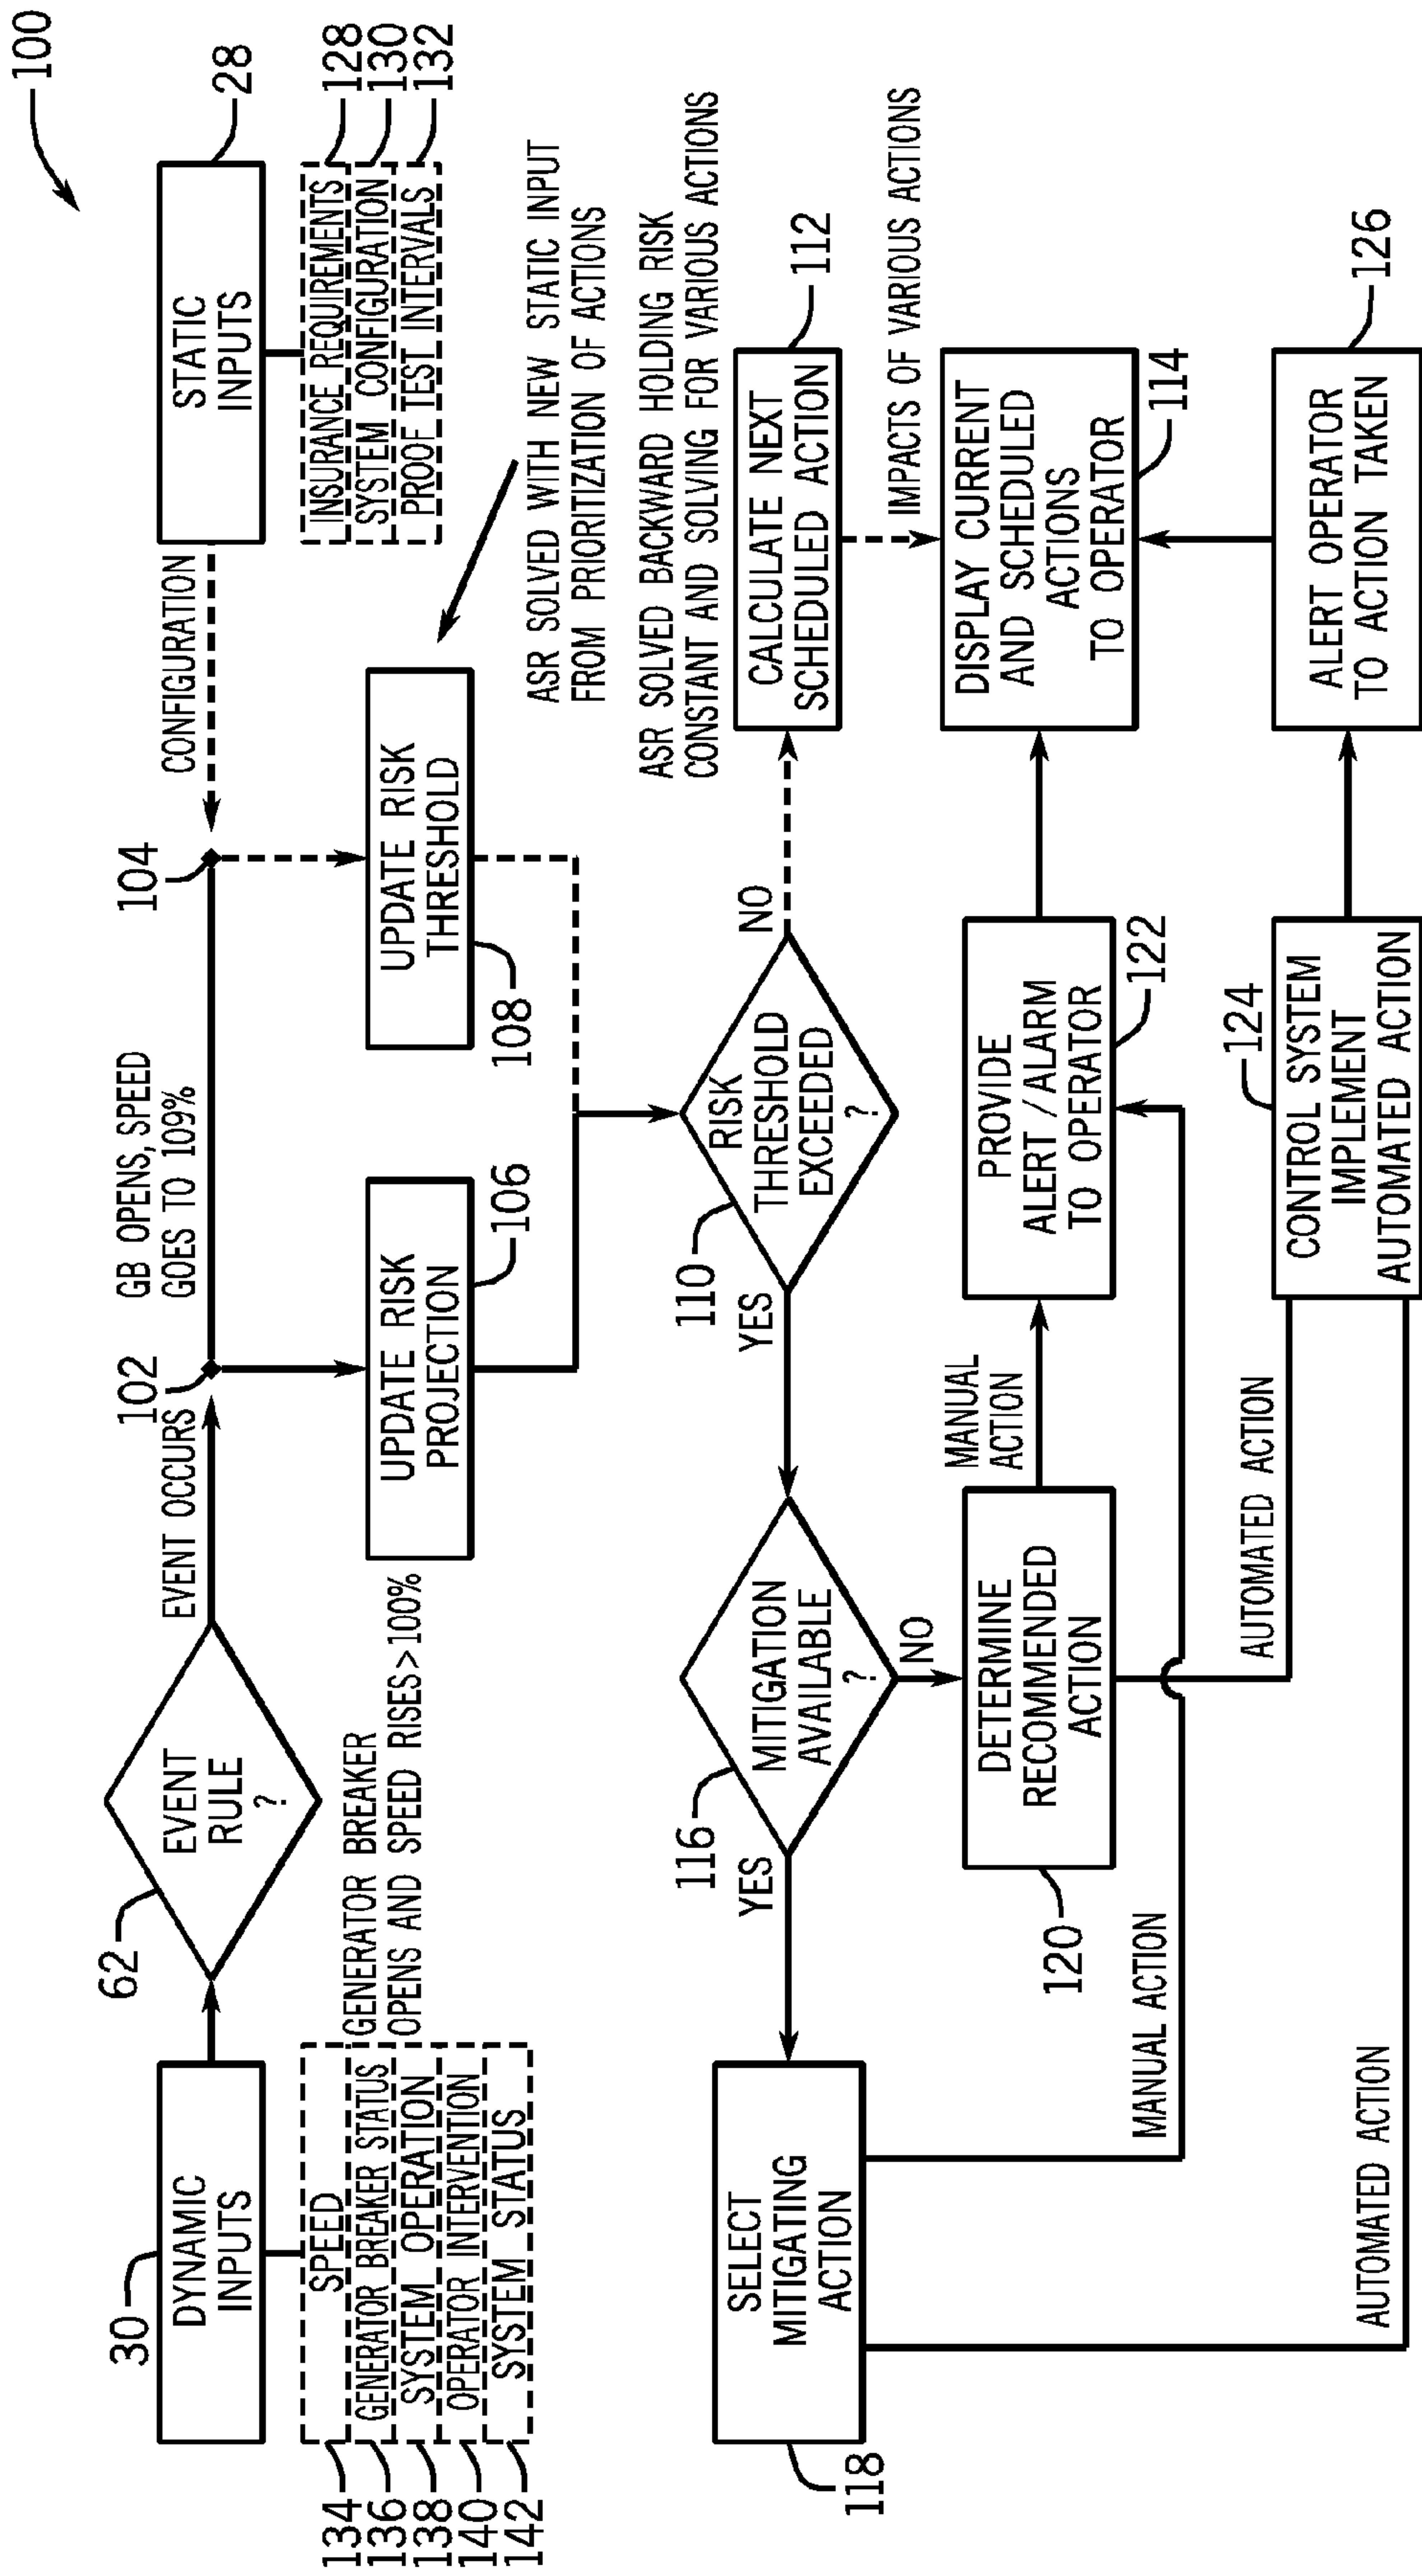 100
30
DYNAMIC
INPUTS
62
EVENT
RULE
?
EVENT OCCURS
102
GB OPENS, SPEED
GOES TO 109%
104
CONFIGURATION
STATIC
INPUTS
28
134
SPEED
136
GENERATOR BREAKER STATUS
138
SYSTEM OPERATION
140
OPERATOR INTERVENTION
142
SYSTEM STATUS
GENERATOR BREAKER
OPENS AND SPEED RISES>100%
UPDATE RISK
PROJECTION
106
UPDATE RISK
THRESHOLD
108
INSURANCE REQUIREMENTS
128
SYSTEM CONFIGURATION
130
PROOF TEST INTERVALS
132
ASR SOLVED WITH NEW STATIC INPUT
FROM PRIORITIZATION OF ACTIONS
ASR SOLVED BACKWARD HOLDING RISK
CONSTANT AND SOLVING FOR VARIOUS ACTIONS
118
SELECT
MITIGATING
ACTION
YES
116
MITIGATION
AVAILABLE
?
NO
YES
110
RISK
THRESHOLD
EXCEEDED
?
NO
CALCULATE NEXT
SCHEDULED ACTION
112
IMPACTS OF VARIOUS ACTIONS
DETERMINE
RECOMMENDED
ACTION
120
MANUAL
ACTION
PROVIDE
ALERT/ALARM
TO OPERATOR
122
DISPLAY CURRENT
AND SCHEDULED
ACTIONS
TO OPERATOR
114
MANUAL ACTION
AUTOMATED ACTION
124
CONTROL SYSTEM
IMPLEMENT
AUTOMATED ACTION
ALERT OPERATOR
TO ACTION TAKEN
126
AUTOMATED ACTION